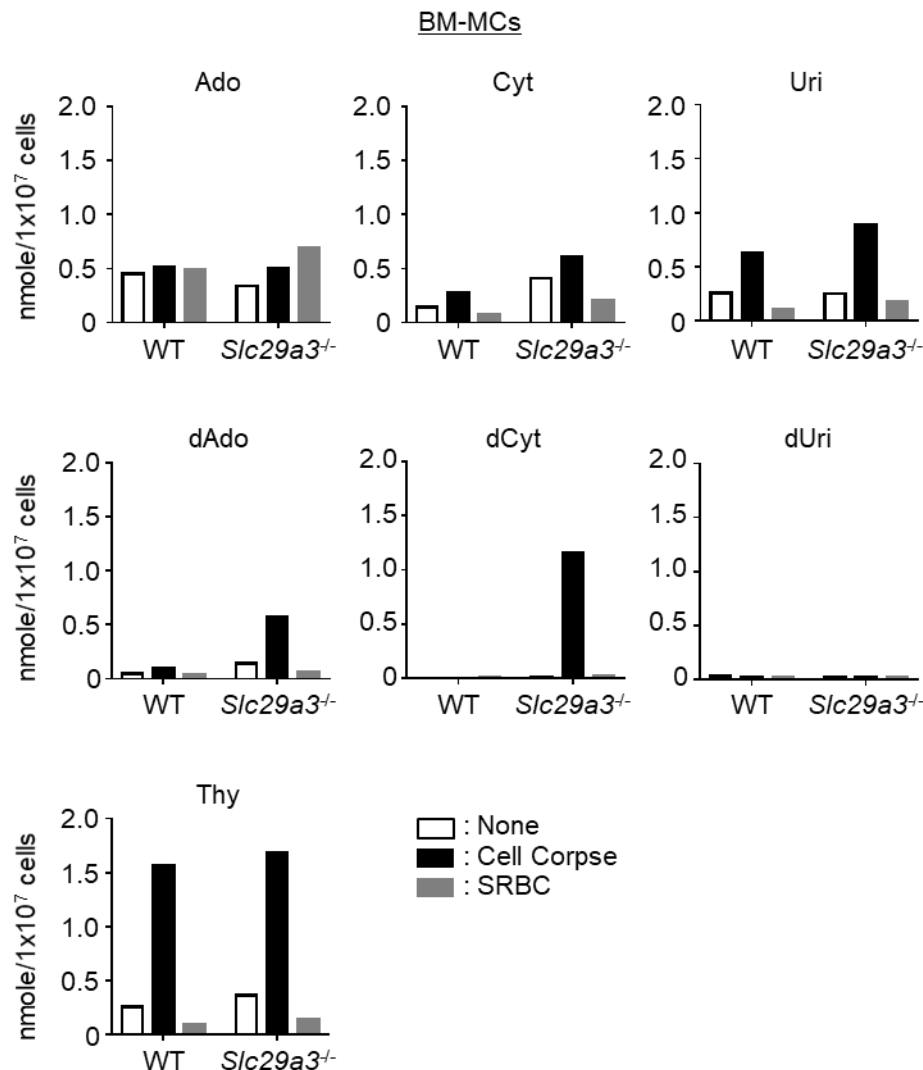 BM-MCs
Ado Cyt Uri
nmole/1x10⁷ cells
2.0 2.0 2.0
1.5 1.5 1.5
1.0 1.0 1.0
0.5 0.5 0.5
0 0 0
WT Slc29a3⁻/⁻ WT Slc29a3⁻/⁻ WT Slc29a3⁻/⁻
dAdo dCyt dUri
nmole/1x10⁷ cells
2.0 2.0 2.0
1.5 1.5 1.5
1.0 1.0 1.0
0.5 0.5 0.5
0 0 0
WT Slc29a3⁻/⁻ WT Slc29a3⁻/⁻ WT Slc29a3⁻/⁻
Thy
nmole/1x10⁷ cells
2.0
1.5
1.0
0.5
0
WT Slc29a3⁻/⁻
: None
: Cell Corpse
: SRBC